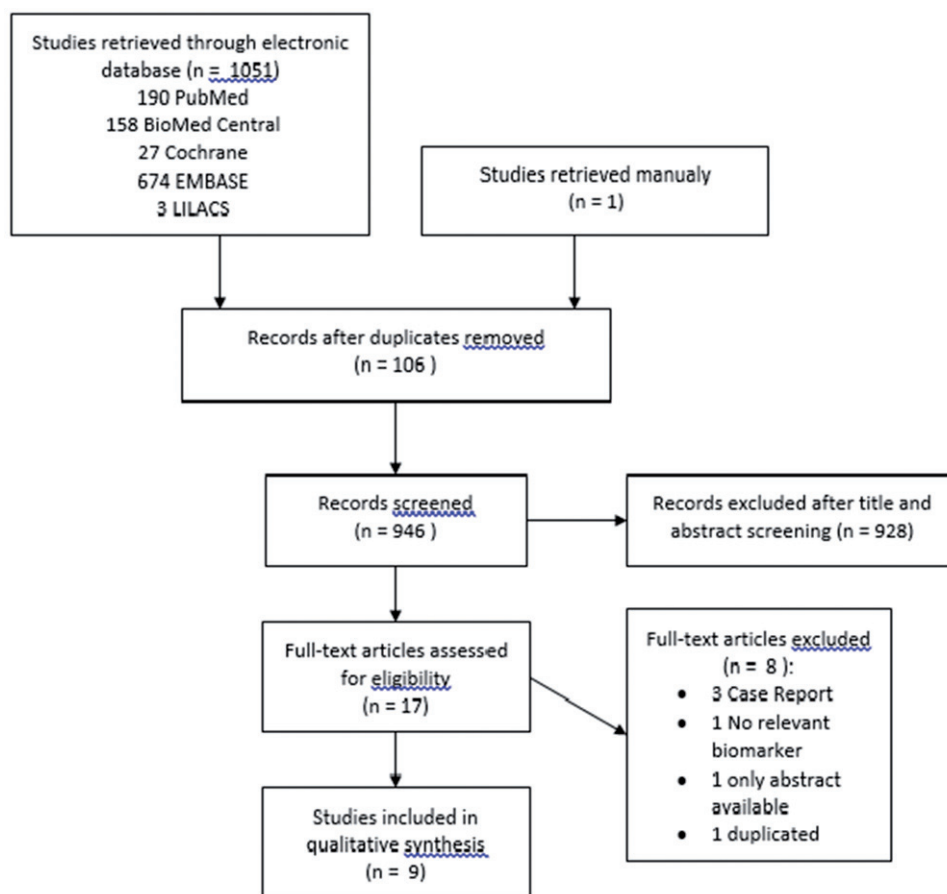 Studies retrieved through electronic
database (n = 1051)
190 PubMed
158 BioMed Central
27 Cochrane
674 EMBASE
3 LILACS
Studies retrieved manualy
(n = 1)
Records after duplicates removed
(n = 106 )
Records screened
(n = 946 )
Records excluded after title and
abstract screening (n = 928)
Full-text articles assessed
for eligibility
(n = 17)
Full-text articles excluded
(n = 8 ):
• 3 Case Report
• 1 No relevant
biomarker
• 1 only abstract
available
• 1 duplicated
Studies included in
qualitative synthesis
(n = 9)